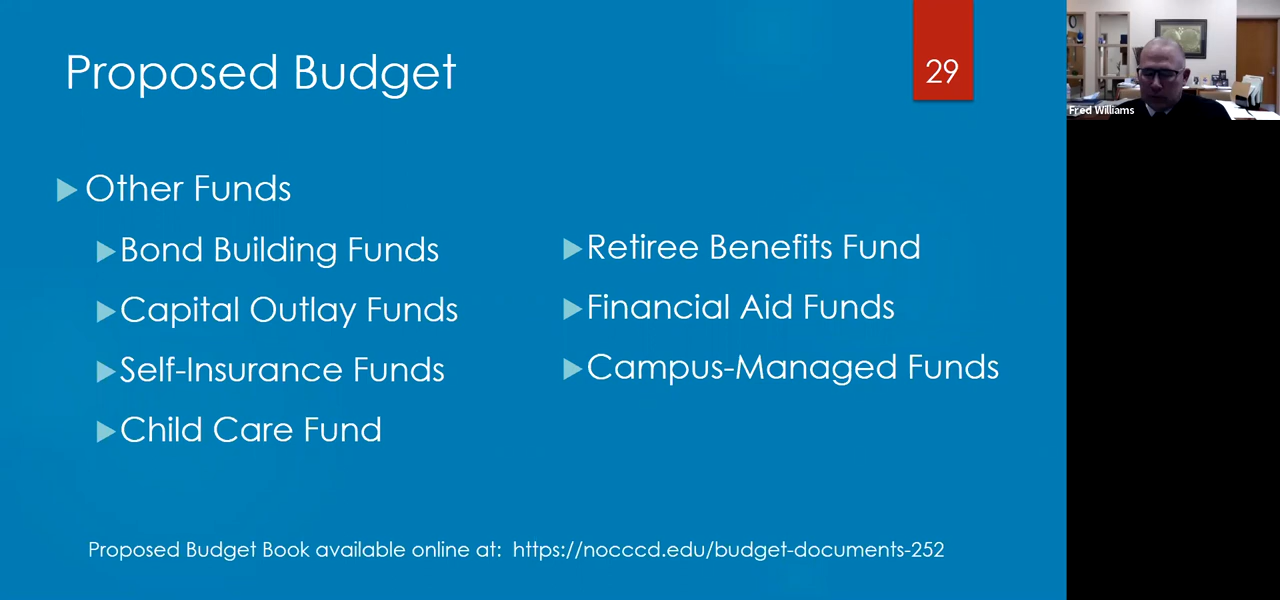 Proposed Budget
29
Fred Williams
Other Funds
Bond Building Funds
Capital Outlay Funds
Self-Insurance Funds
Child Care Fund
Retiree Benefits Fund
Financial Aid Funds
Campus-Managed Funds
Proposed Budget Book available online at: https://nocccd.edu/budget-documents-252